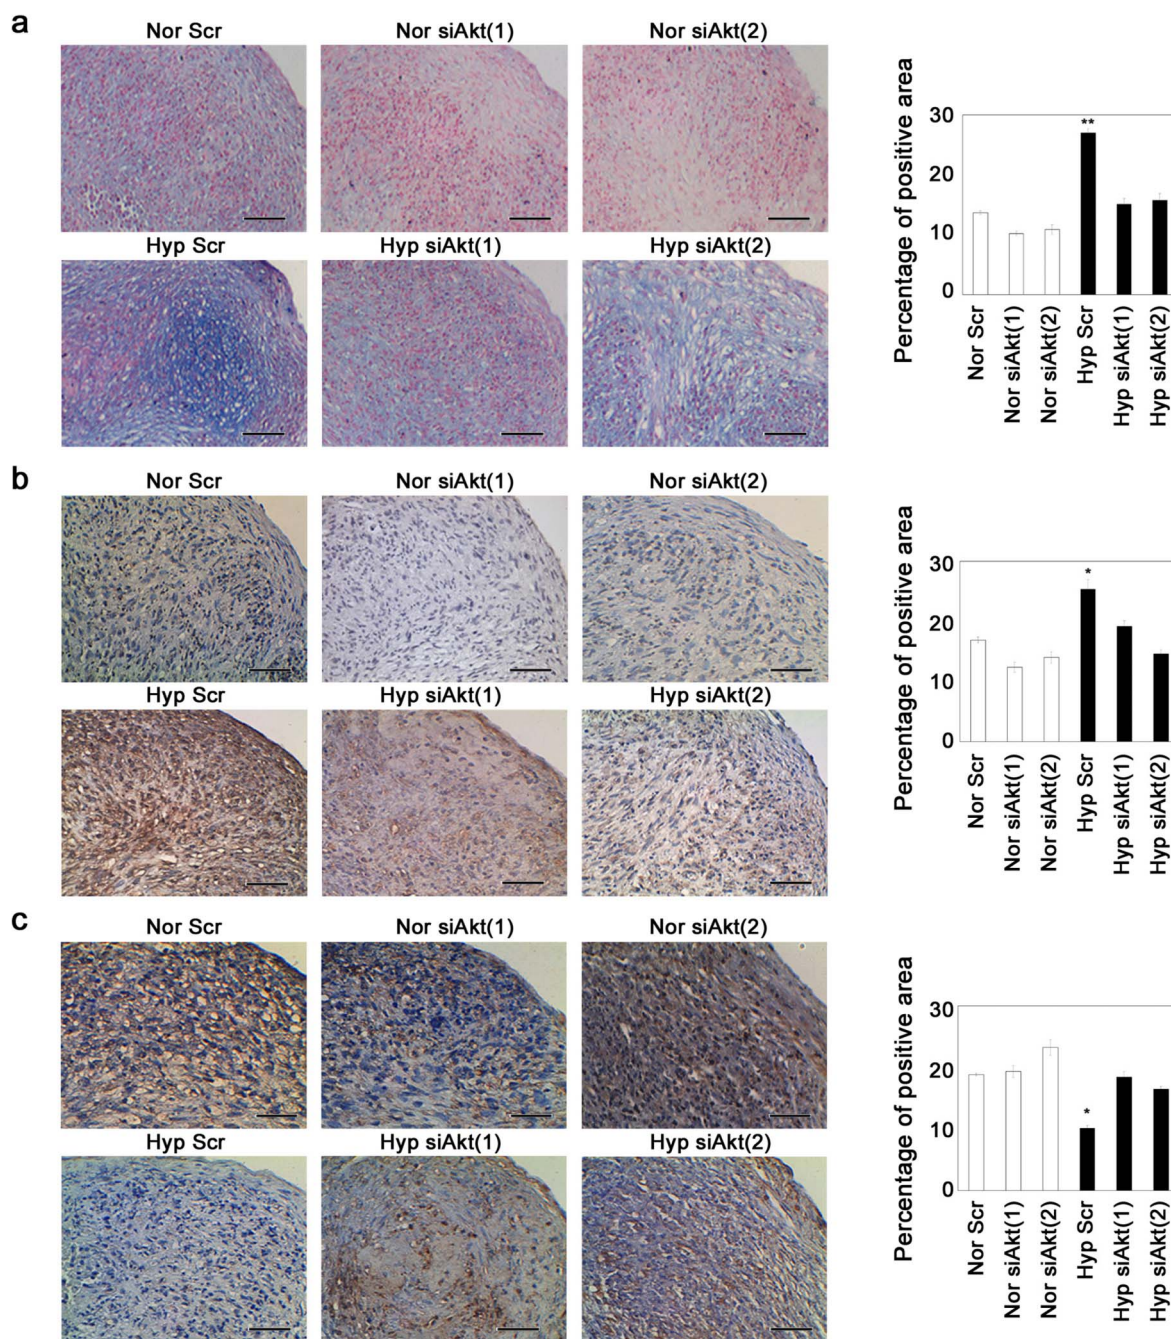 a
Nor Scr
Nor siAkt(1)
Nor siAkt(2)
Hyp Scr
Hyp siAkt(1)
Hyp siAkt(2)
Percentage of positive area
30
20
10
0
**
Nor Scr
Nor siAkt(1)
Nor siAkt(2)
Hyp Scr
Hyp siAkt(1)
Hyp siAkt(2)
b
Nor Scr
Nor siAkt(1)
Nor siAkt(2)
Hyp Scr
Hyp siAkt(1)
Hyp siAkt(2)
Percentage of positive area
30
20
10
0
*
Nor Scr
Nor siAkt(1)
Nor siAkt(2)
Hyp Scr
Hyp siAkt(1)
Hyp siAkt(2)
c
Nor Scr
Nor siAkt(1)
Nor siAkt(2)
Hyp Scr
Hyp siAkt(1)
Hyp siAkt(2)
Percentage of positive area
30
20
10
0
*
Nor Scr
Nor siAkt(1)
Nor siAkt(2)
Hyp Scr
Hyp siAkt(1)
Hyp siAkt(2)